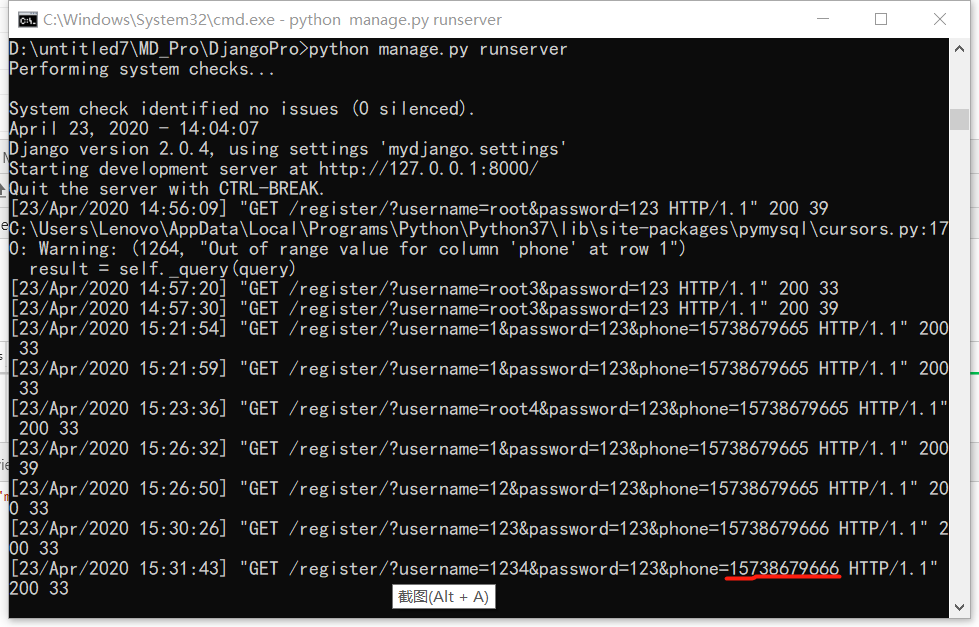 C:\Windows\System32\cmd.exe - python  manage.py runserver
D:\untitled7\MD_Pro\DjangoPro>python manage.py runserver
Performing system checks...
System check identified no issues (0 silenced).
April 23, 2020 - 14:04:07
Django version 2.0.4, using settings 'mydjango.settings'
Starting development server at http://127.0.0.1:8000/
Quit the server with CTRL-BREAK.
[23/Apr/2020 14:56:09] "GET /register/?username=root&password=123 HTTP/1.1" 200 39
C:\Users\Lenovo\AppData\Local\Programs\Python\Python37\lib\site-packages\pymysql\cursors.py:17
0: Warning: (1264, "Out of range value for column 'phone' at row 1")
  result = self._query(query)
[23/Apr/2020 14:57:20] "GET /register/?username=root3&password=123 HTTP/1.1" 200 33
[23/Apr/2020 14:57:30] "GET /register/?username=root3&password=123 HTTP/1.1" 200 39
[23/Apr/2020 15:21:54] "GET /register/?username=1&password=123&phone=15738679665 HTTP/1.1" 200
 33
[23/Apr/2020 15:21:59] "GET /register/?username=1&password=123&phone=15738679665 HTTP/1.1" 200
 33
[23/Apr/2020 15:23:36] "GET /register/?username=root4&password=123&phone=15738679665 HTTP/1.1"
 200 33
[23/Apr/2020 15:26:32] "GET /register/?username=1&password=123&phone=15738679665 HTTP/1.1" 200
 39
[23/Apr/2020 15:26:50] "GET /register/?username=12&password=123&phone=15738679665 HTTP/1.1" 20
0 33
[23/Apr/2020 15:30:26] "GET /register/?username=123&password=123&phone=15738679666 HTTP/1.1" 2
00 33
[23/Apr/2020 15:31:43] "GET /register/?username=1234&password=123&phone=15738679666 HTTP/1.1"
200 33
截图(Alt + A)